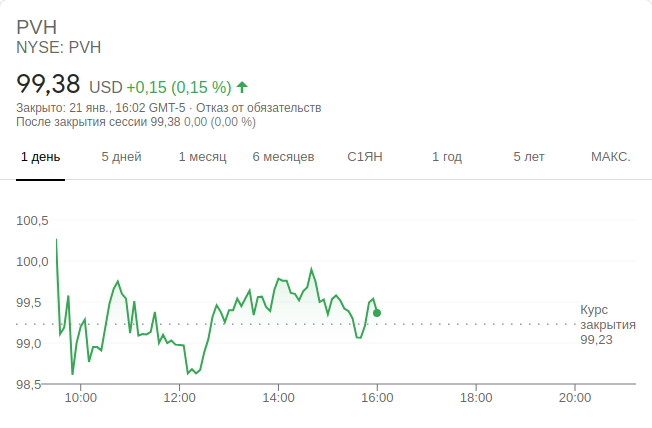 PVH
NYSE: PVH
99,38 USD +0,15 (0,15 %)
Закрыто: 21 янв., 16:02 GMT-5 · Отказ от обязательств
После закрытия сессии 99,38 0,00 (0,00 %)
1 день 5 дней 1 месяц 6 месяцев С1ЯН 1 год 5 лет МАКС.
100,5
100,0
99,5
99,0
98,5
Курс
закрытия
99,23
10:00 12:00 14:00 16:00 18:00 20:00